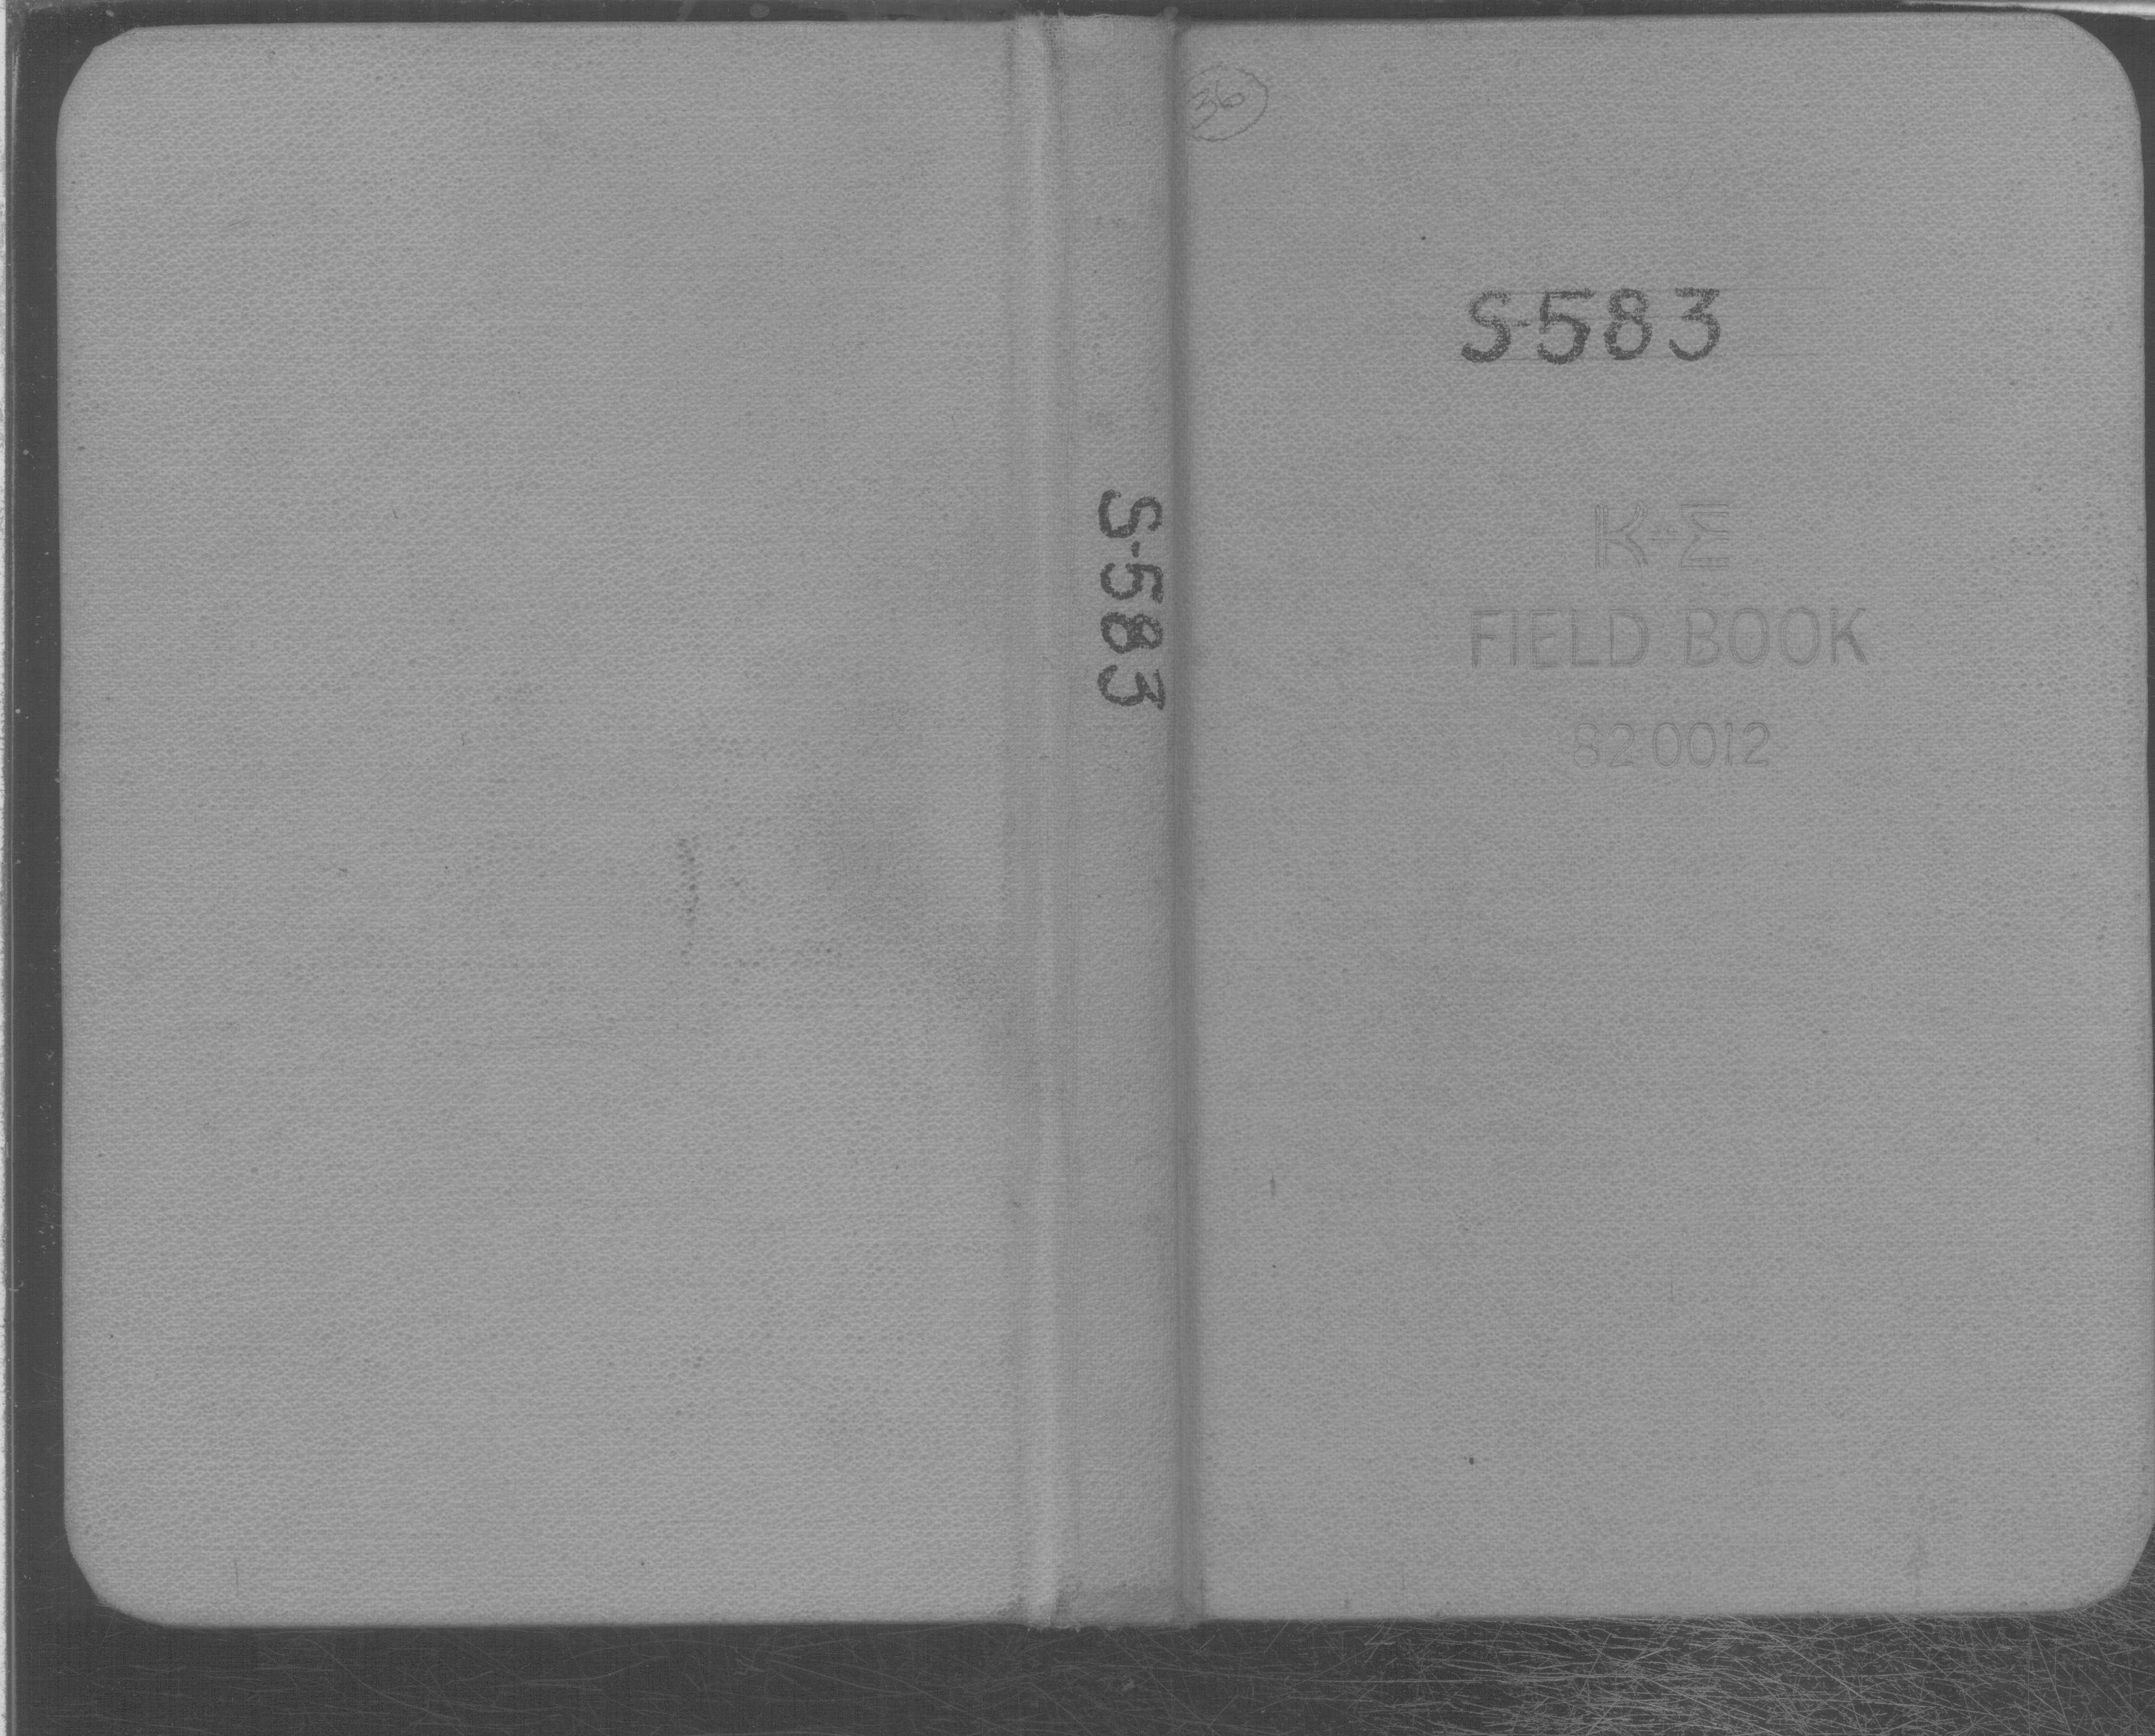 36
S-583
S-583
K+E
FIELD BOOK
82 0012